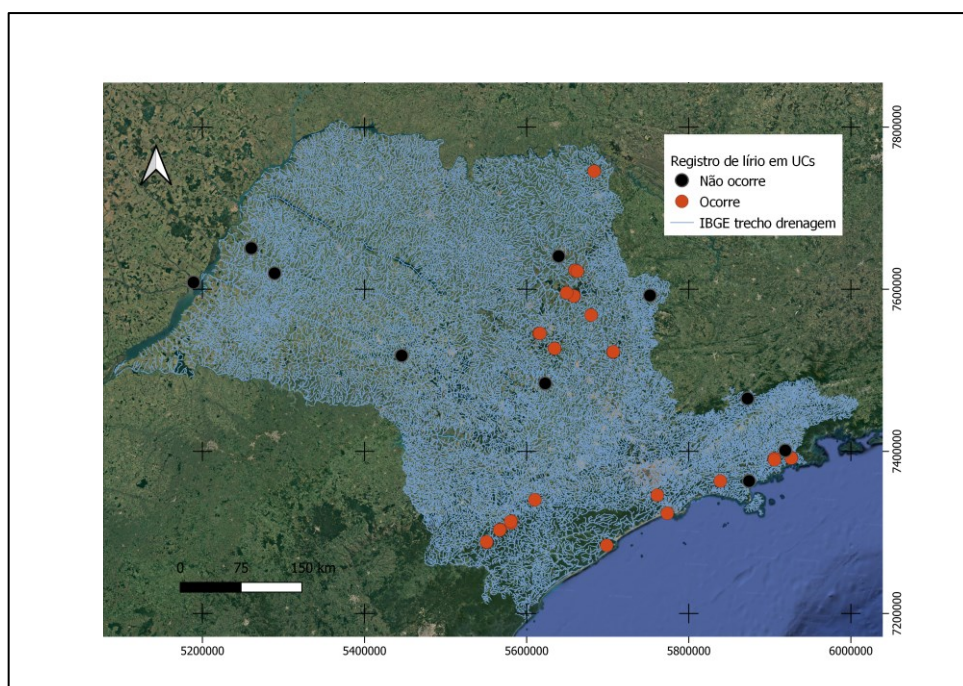 Registro de lírio em UCs
Não ocorre
Ocorre
IBGE trecho drenagem
7800000
7600000
7400000
7200000
0 75 150 km
5200000 5400000 5600000 5800000 6000000